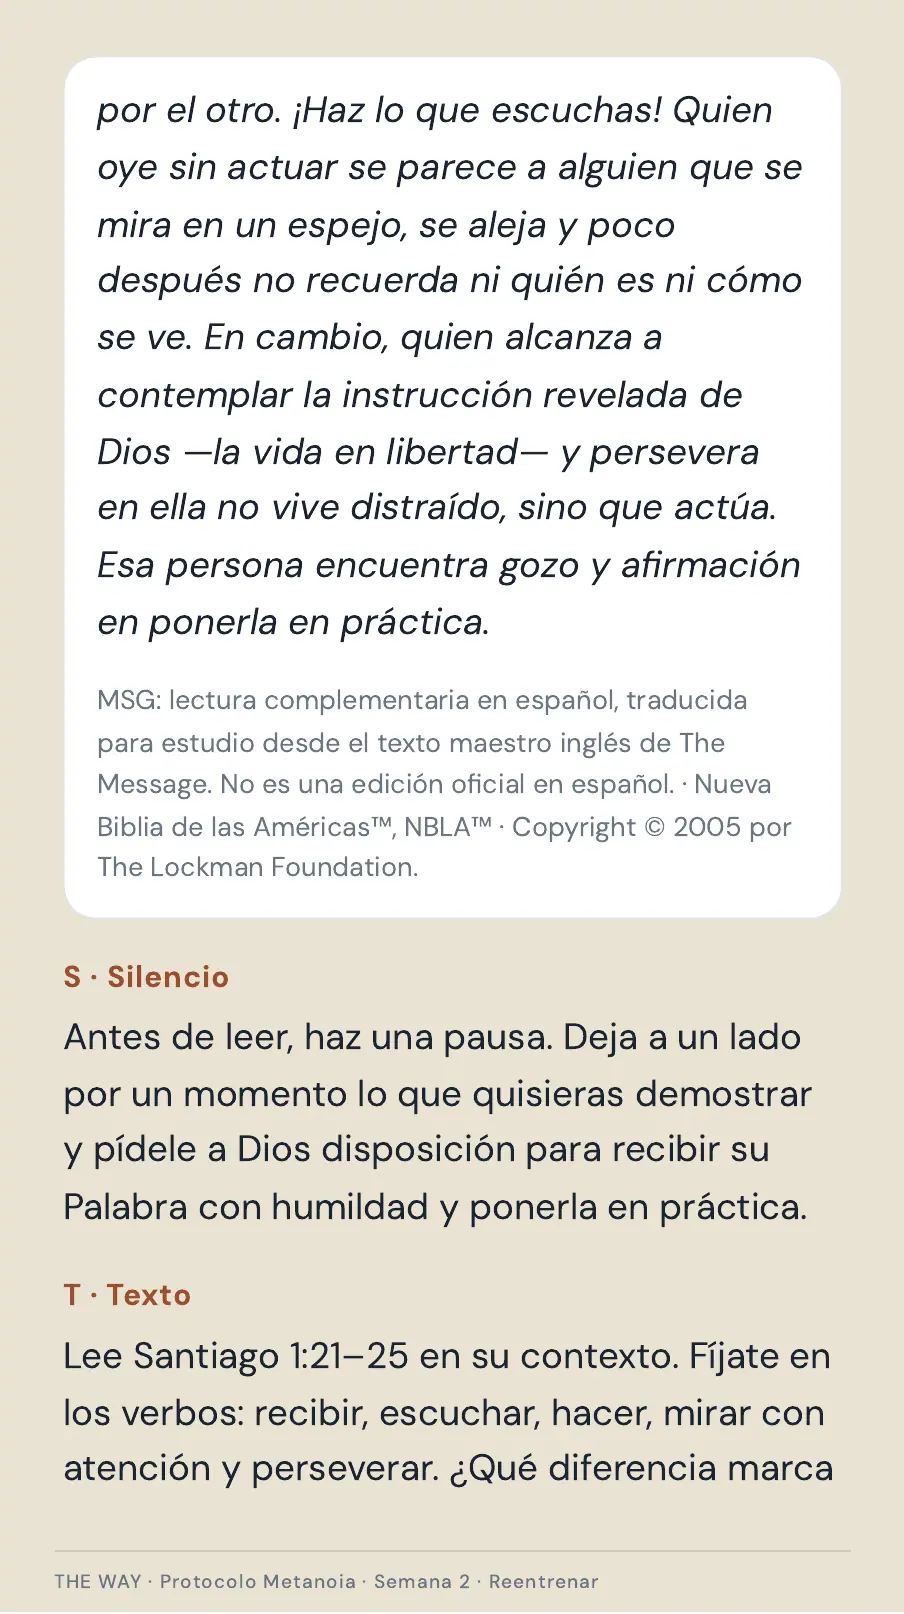 por el otro. ¡Haz lo que escuchas! Quien
oye sin actuar se parece a alguien que se
mira en un espejo, se aleja y poco
después no recuerda ni quién es ni cómo
se ve. En cambio, quien alcanza a
contemplar la instrucción revelada de
Dios —la vida en libertad— y persevera
en ella no vive distraído, sino que actúa.
Esa persona encuentra gozo y afirmación
en ponerla en práctica.
MSG: lectura complementaria en español, traducida
para estudio desde el texto maestro inglés de The
Message. No es una edición oficial en español. · Nueva
Biblia de las Américas™, NBLA™ · Copyright © 2005 por
The Lockman Foundation.
S · Silencio
Antes de leer, haz una pausa. Deja a un lado
por un momento lo que quisieras demostrar
y pídele a Dios disposición para recibir su
Palabra con humildad y ponerla en práctica.
T · Texto
Lee Santiago 1:21–25 en su contexto. Fíjate en
los verbos: recibir, escuchar, hacer, mirar con
atención y perseverar. ¿Qué diferencia marca
THE WAY · Protocolo Metanoia · Semana 2 · Reentrenar